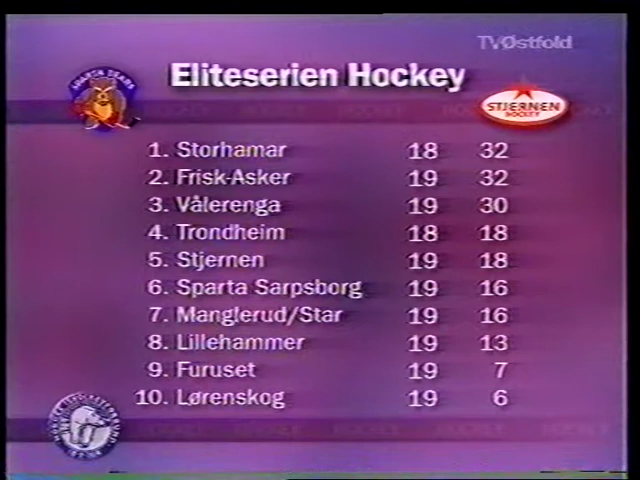 TVØstfold
Eliteserien Hockey
SPARTA BEARS
STJERNEN
HOCKEY
1. Storhamar 18 32
2. Frisk-Asker 19 32
3. Vålerenga 19 30
4. Trondheim 18 18
5. Stjernen 19 18
6. Sparta Sarpsborg 19 16
7. Manglerud/Star 19 16
8. Lillehammer 19 13
9. Furuset 19 7
10. Lørenskog 19 6